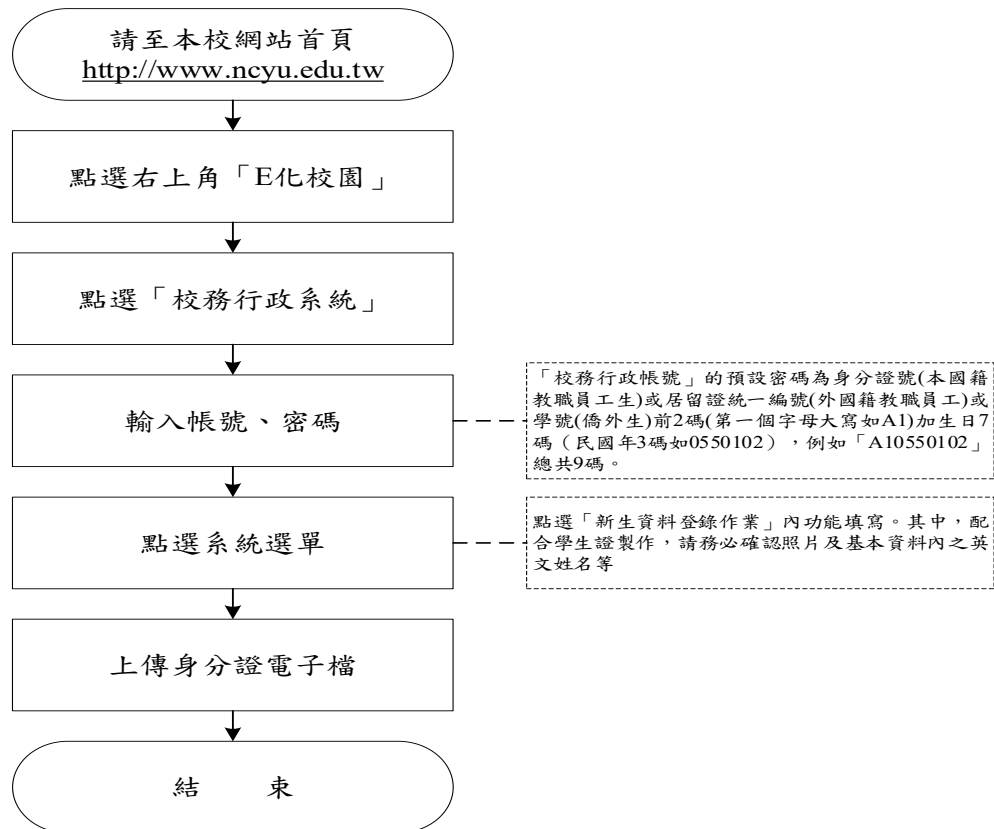 請至本校網站首頁
http://www.ncyu.edu.tw
點選右上角「E化校園」
點選「校務行政系統」
輸入帳號、密碼
「校務行政帳號」的預設密碼為身分證號(本國籍
教職員工生)或居留證統一編號(外國籍教職員工)或
學號(僑外生)前2碼(第一個字母大寫如A1)加生日7
碼（民國年3碼如0550102），例如「A10550102」
總共9碼。
點選系統選單
點選「新生資料登錄作業」內功能填寫。其中，配
合學生證製作，請務必確認照片及基本資料內之英
文姓名等
上傳身分證電子檔
結　　束